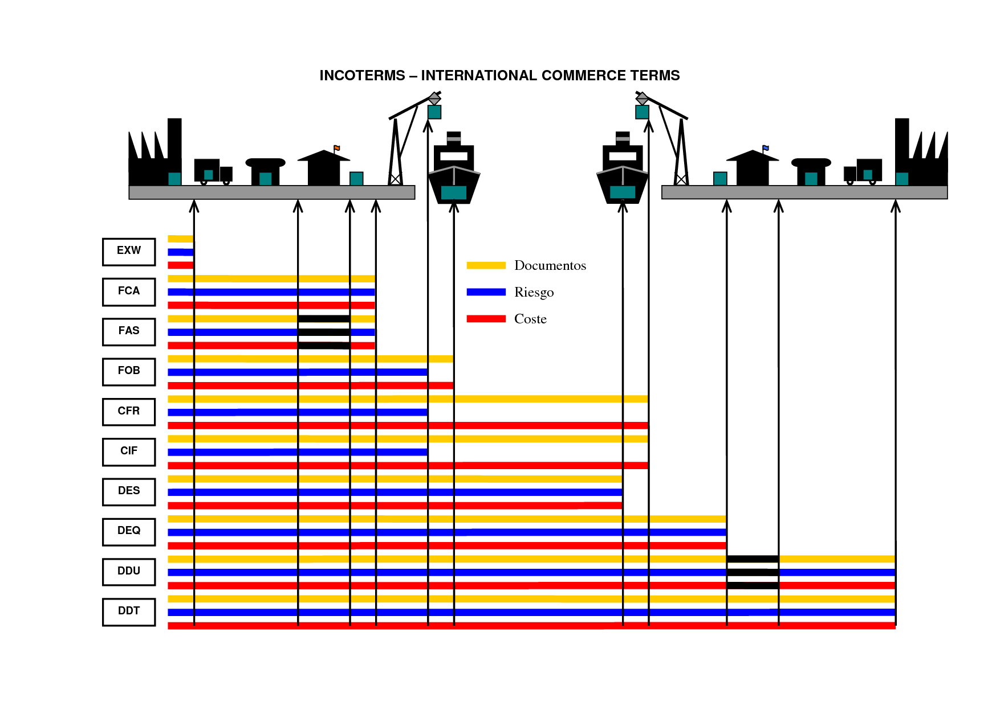 INCOTERMS – INTERNATIONAL COMMERCE TERMS
EXW
Documentos
FCA
Riesgo
Coste
FAS
FOB
CFR
CIF
DES
DEQ
DDU
DDT